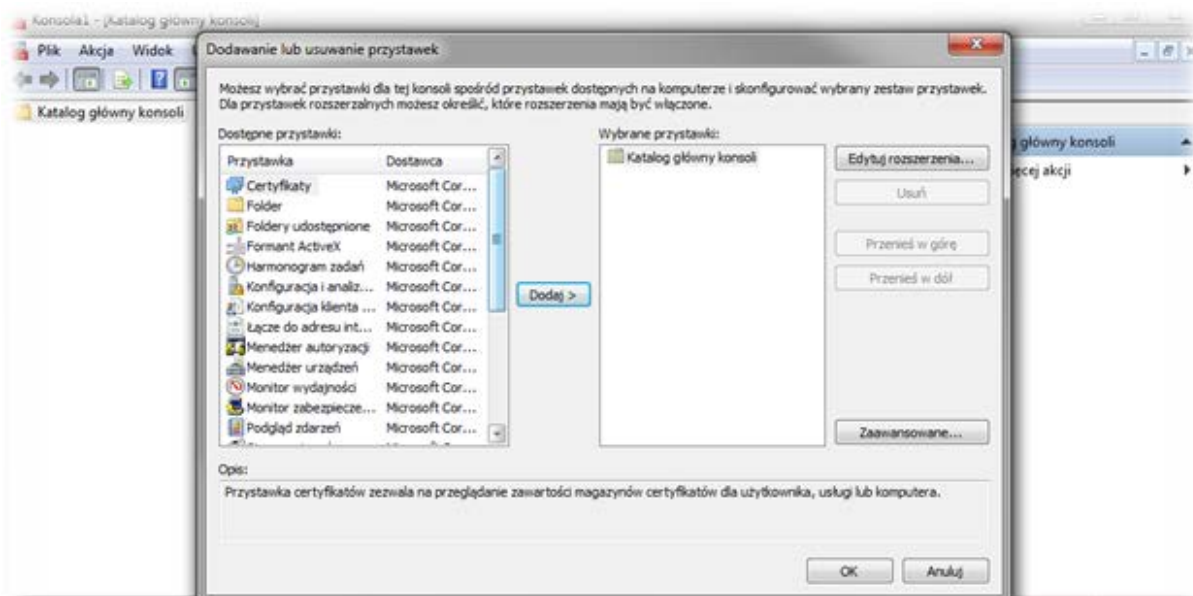 Konsola1 - [Katalog główny konsoli]
Plik Akcja Widok
Katalog główny konsoli
Dodawanie lub usuwanie przystawek
Możesz wybrać przystawki dla tej konsoli spośród przystawek dostępnych na komputerze i skonfigurować wybrany zestaw przystawek.
Dla przystawek rozszerzalnych możesz określić, które rozszerzenia mają być włączone.
Dostępne przystawki:
Przystawka Dostawca
Certyfikaty Microsoft Cor...
Folder Microsoft Cor...
Foldery udostępnione Microsoft Cor...
Formant ActiveX Microsoft Cor...
Harmonogram zadań Microsoft Cor...
Konfiguracja i analiz... Microsoft Cor...
Konfiguracja klienta ... Microsoft Cor...
Łącze do adresu int... Microsoft Cor...
Menedżer autoryzacji Microsoft Cor...
Menedżer urządzeń Microsoft Cor...
Monitor wydajności Microsoft Cor...
Monitor zabezpiecze... Microsoft Cor...
Podgląd zdarzeń Microsoft Cor...
Dodaj >
Wybrane przystawki:
Katalog główny konsoli
Edytuj rozszerzenia...
Usuń
Przenieś w górę
Przenieś w dół
Zaawansowane...
Opis:
Przystawka certyfikatów zezwala na przeglądanie zawartości magazynów certyfikatów dla użytkownika, usługi lub komputera.
OK Anuluj
główny konsoli
ięcej akcji